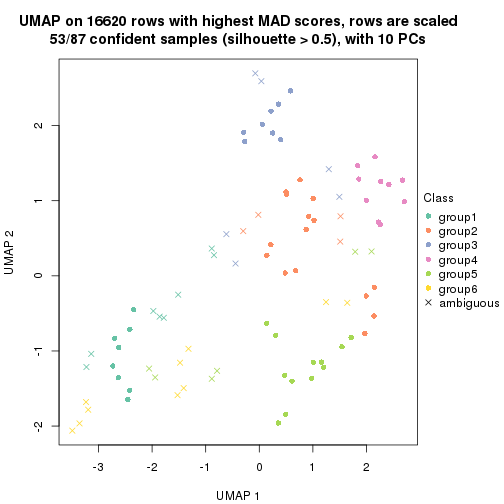 UMAP on 16620 rows with highest MAD scores, rows are scaled
53/87 confident samples (silhouette > 0.5), with 10 PCs
2
1
0
-1
-2
UMAP 2
-3
-2
-1
0
1
2
UMAP 1
Class
group1
group2
group3
group4
group5
group6
ambiguous